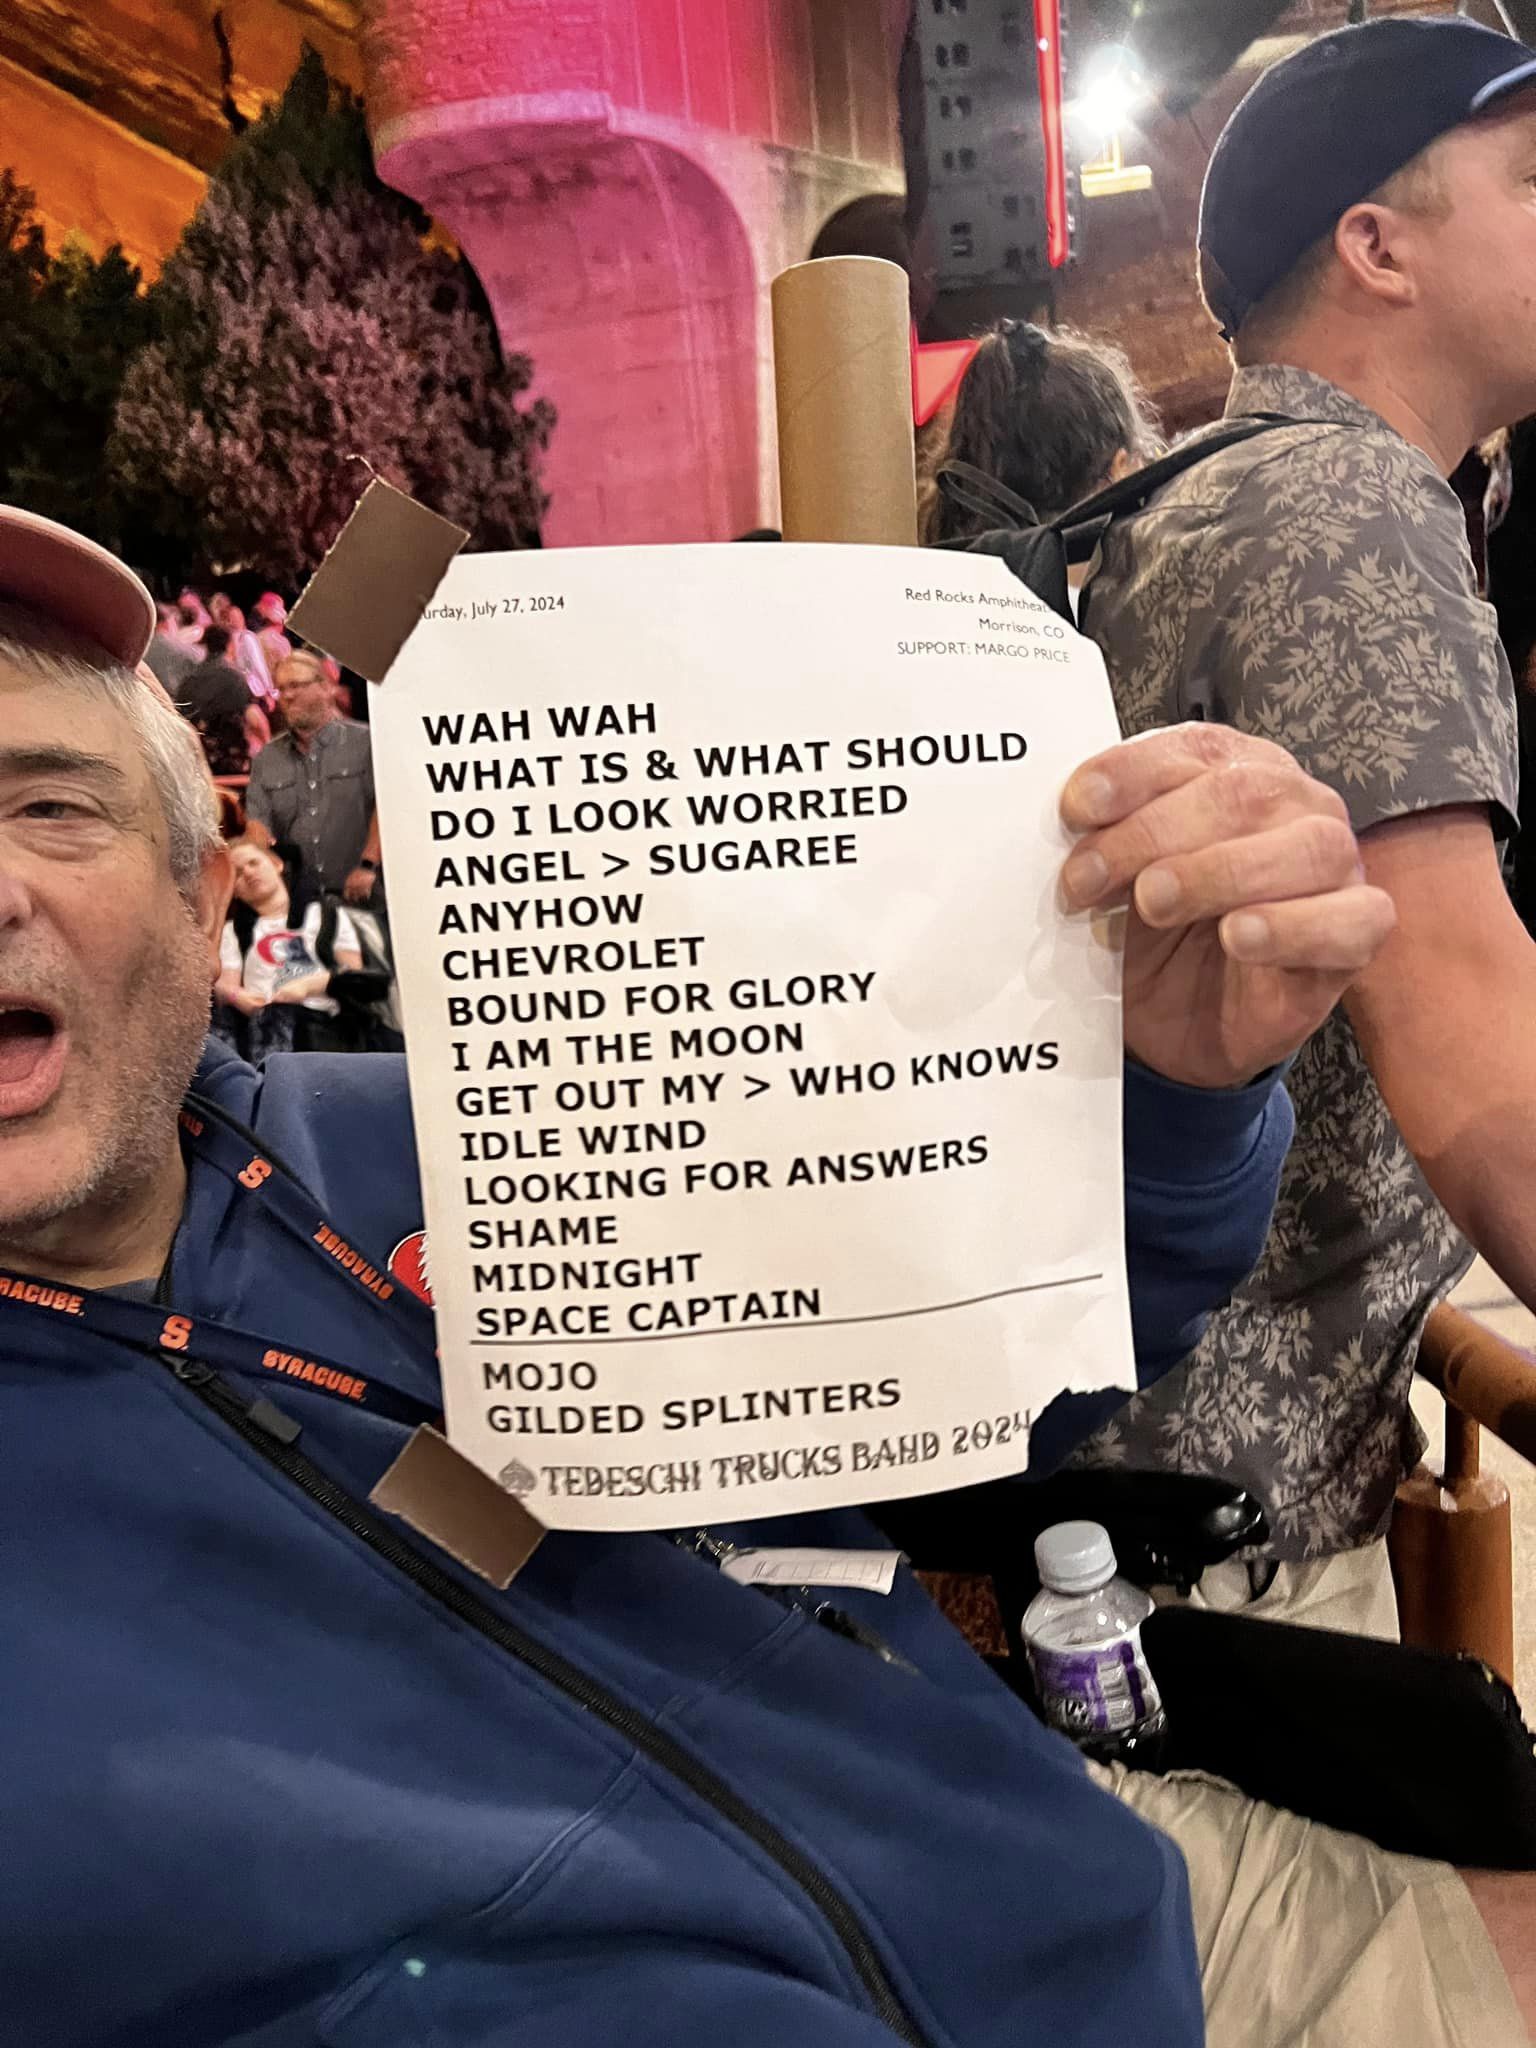 urday, July 27, 2024
Red Rocks Amphitheat
Morrison, CO
SUPPORT: MARGO PRICE
WAH WAH
WHAT IS & WHAT SHOULD
DO I LOOK WORRIED
ANGEL > SUGAREE
ANYHOW
CHEVROLET
BOUND FOR GLORY
I AM THE MOON
GET OUT MY > WHO KNOWS
IDLE WIND
LOOKING FOR ANSWERS
SHAME
MIDNIGHT
SPACE CAPTAIN
MOJO
GILDED SPLINTERS
TEDESCHI TRUCKS BAND 2024
S
SYRACUSE
RACUSE
S
SYRACUSE